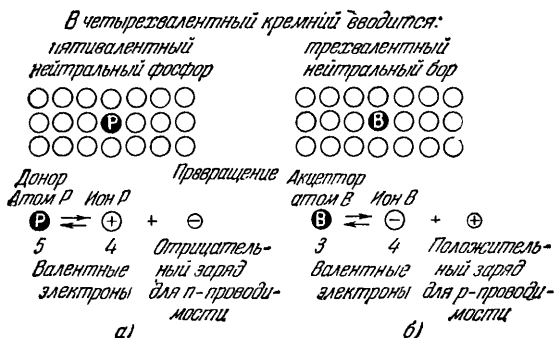 В четырехвалентный кремний вводится:
пятивалентный нейтральный фосфор
трехвалентный нейтральный бор
P
B
Донор Превращение Акцептор
Атом P Ион P атом B Ион B
P ⇄ ⊕ + ⊖
B ⇄ ⊖ + ⊕
5 4 Отрицатель-
Валентные ный заряд
электроны для n-проводи-
мости
а)
3 4 Положитель-
Валентные ный заряд
электроны для p-проводи-
мости
б)